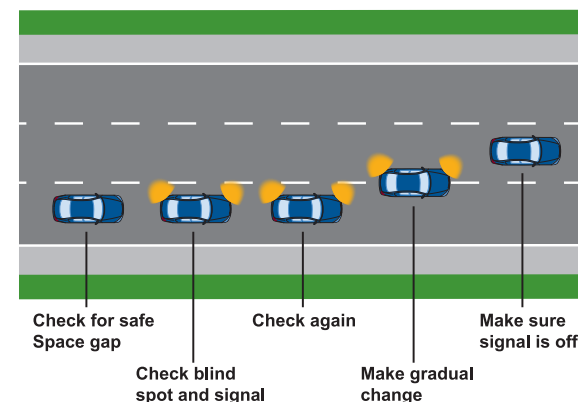 Check for safe
Space gap
Check blind
spot and signal
Check again
Make gradual
change
Make sure
signal is off